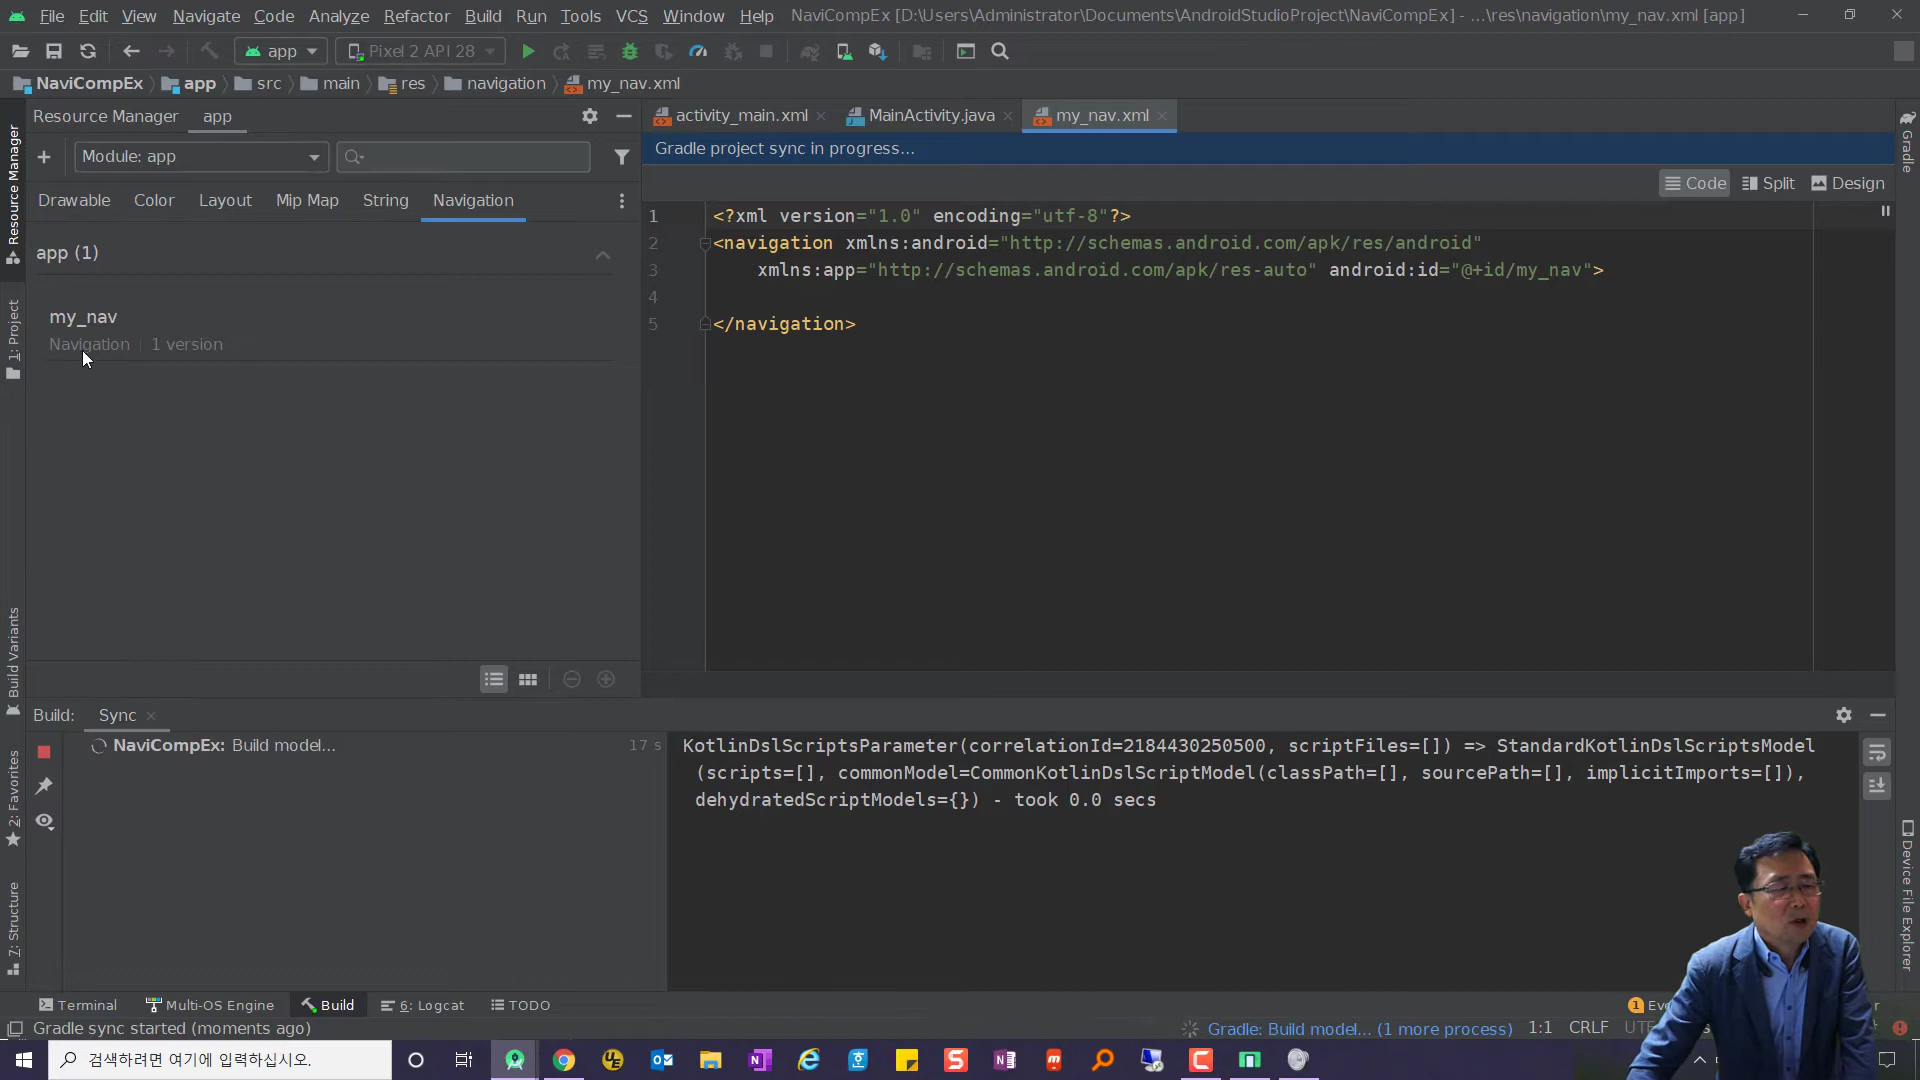 File Edit View Navigate Code Analyze Refactor Build Run Tools VCS Window Help NaviCompEx [D:\Users\Administrator\Documents\AndroidStudioProject\NaviCompEx] - ...\res\navigation\my_nav.xml [app]
app Pixel 2 API 28
NaviCompEx app src main res navigation my_nav.xml
Resource Manager app
activity_main.xml MainActivity.java my_nav.xml
Module: app
Gradle project sync in progress...
Code Split Design
Drawable Color Layout Mip Map String Navigation
app (1)
my_nav
Navigation 1 version
1 <?xml version="1.0" encoding="utf-8"?>
2 <navigation xmlns:android="http://schemas.android.com/apk/res/android"
3 xmlns:app="http://schemas.android.com/apk/res-auto" android:id="@+id/my_nav">
4
5 </navigation>
Resource Manager
1: Project
Build Variants
2: Favorites
7: Structure
Gradle
Device File Explorer
Build: Sync
NaviCompEx: Build model... 17 s
KotlinDslScriptsParameter(correlationId=2184430250500, scriptFiles=[]) => StandardKotlinDslScriptsModel
(scripts=[], commonModel=CommonKotlinDslScriptModel(classPath=[], sourcePath=[], implicitImports=[]),
dehydratedScriptModels={}) - took 0.0 secs
Terminal Multi-OS Engine Build 6: Logcat TODO
Gradle sync started (moments ago)
Gradle: Build model... (1 more process) 1:1 CRLF
검색하려면 여기에 입력하십시오.